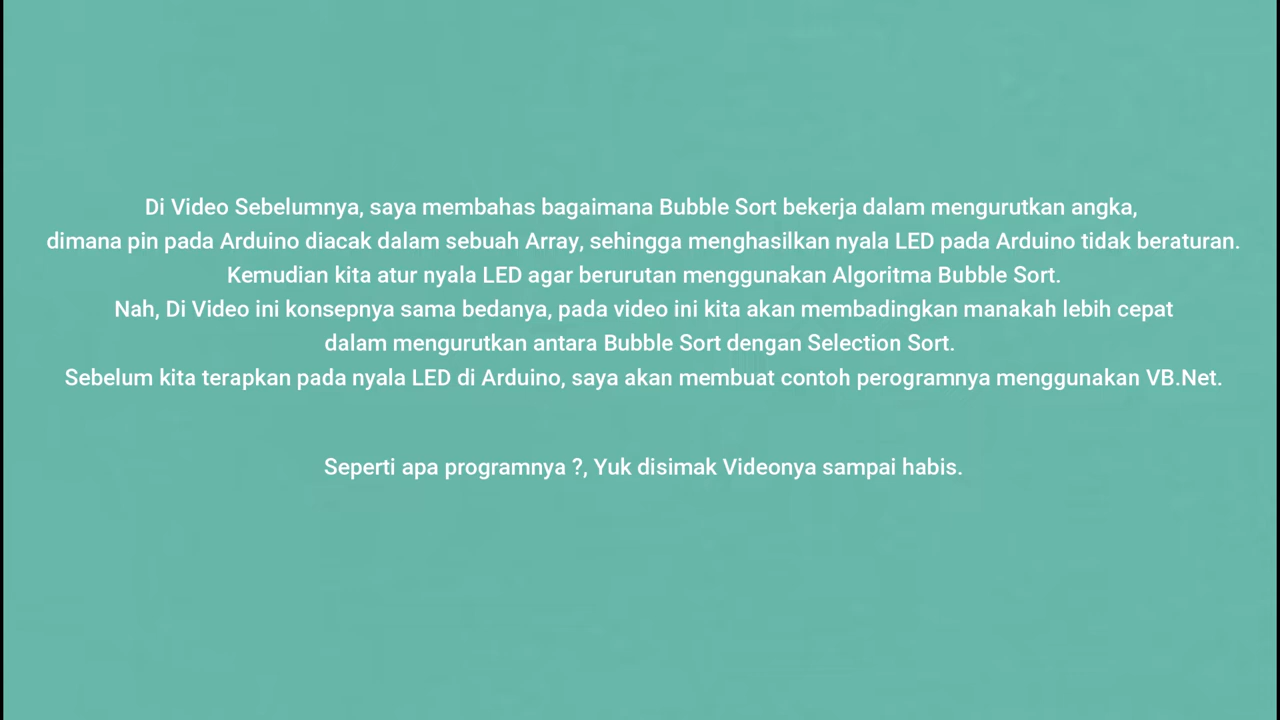 Di Video Sebelumnya, saya membahas bagaimana Bubble Sort bekerja dalam mengurutkan angka,
dimana pin pada Arduino diacak dalam sebuah Array, sehingga menghasilkan nyala LED pada Arduino tidak beraturan.
Kemudian kita atur nyala LED agar berurutan menggunakan Algoritma Bubble Sort.
Nah, Di Video ini konsepnya sama bedanya, pada video ini kita akan membadingkan manakah lebih cepat
dalam mengurutkan antara Bubble Sort dengan Selection Sort.
Sebelum kita terapkan pada nyala LED di Arduino, saya akan membuat contoh perogramnya menggunakan VB.Net.
Seperti apa programnya ?, Yuk disimak Videonya sampai habis.